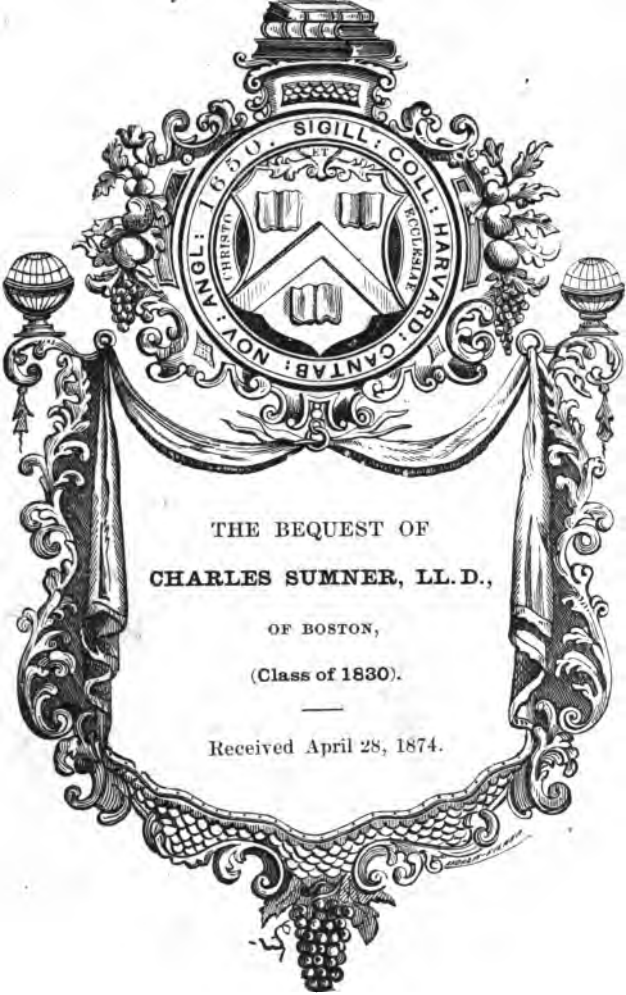 SIGILL: COLL: HARVARD: CANTAB: NOV: ANGL: 1650.
CHRISTO ET ECCLESIAE
THE BEQUEST OF
CHARLES SUMNER, LL.D.,
OF BOSTON,
(Class of 1830).
Received April 28, 1874.